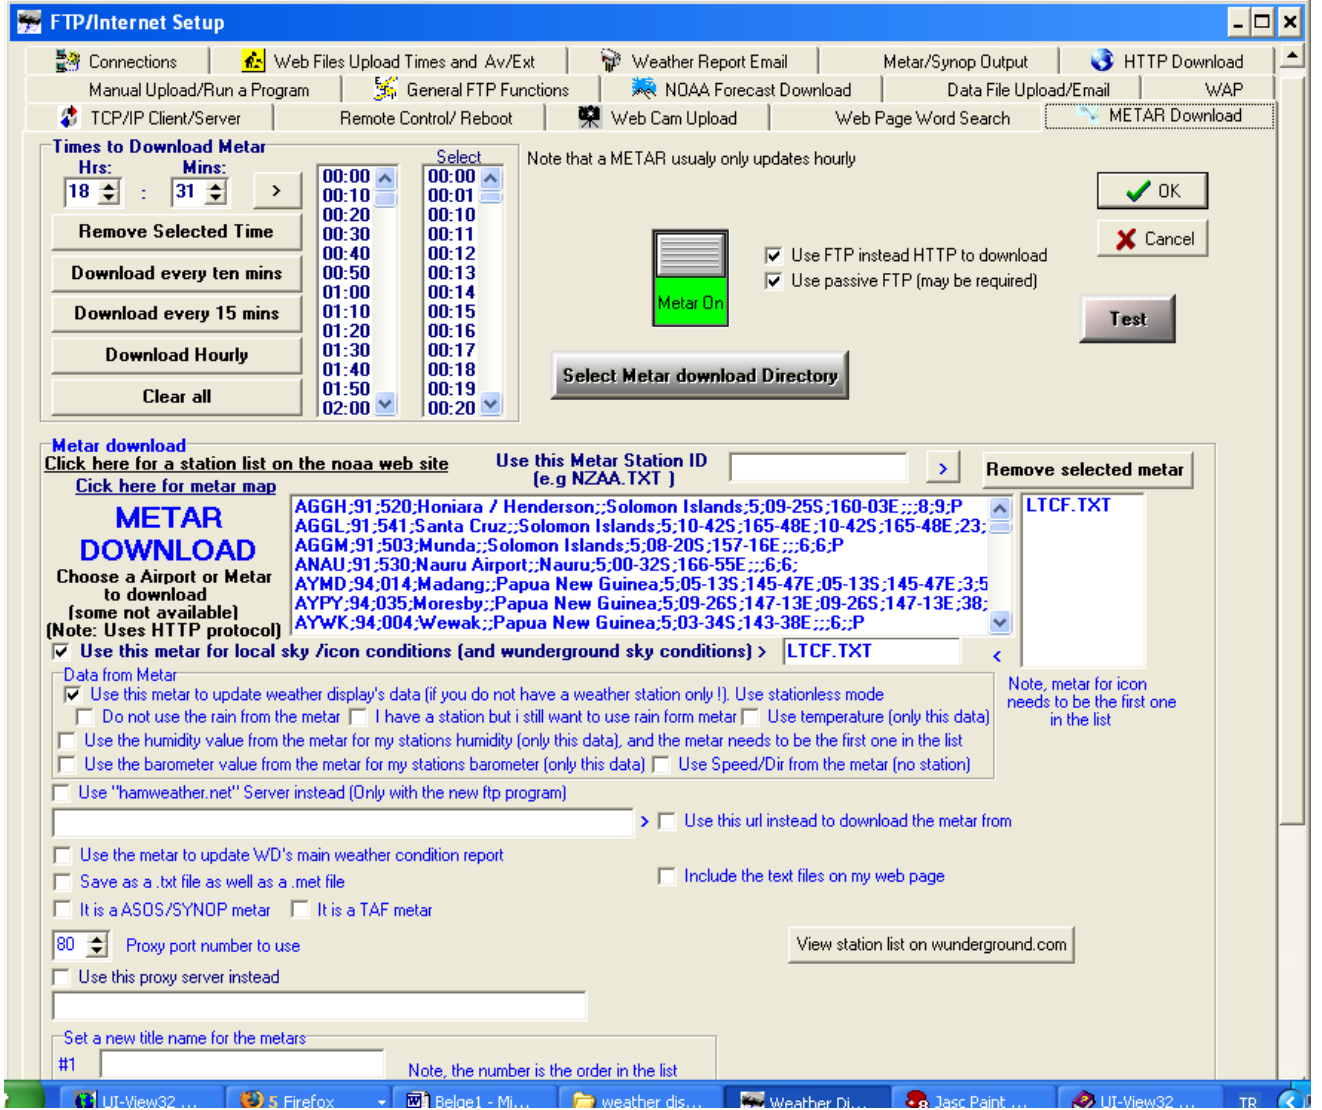 FTP/Internet Setup
Connections
Web Files Upload Times and Av/Ext
Weather Report Email
Metar/Synop Output
HTTP Download
Manual Upload/Run a Program
General FTP Functions
NOAA Forecast Download
Data File Upload/Email
WAP
TCP/IP Client/Server
Remote Control/ Reboot
Web Cam Upload
Web Page Word Search
METAR Download
Times to Download Metar
Hrs:
Mins:
18
:
31
>
Remove Selected Time
Download every ten mins
Download every 15 mins
Download Hourly
Clear all
00:00
00:10
00:20
00:30
00:40
00:50
01:00
01:10
01:20
01:30
01:40
01:50
02:00
Select
00:00
00:01
00:10
00:11
00:12
00:13
00:14
00:15
00:16
00:17
00:18
00:19
00:20
Note that a METAR usualy only updates hourly
Metar On
Use FTP instead HTTP to download
Use passive FTP (may be required)
OK
Cancel
Test
Select Metar download Directory
Metar download
Click here for a station list on the noaa web site
Cick here for metar map
METAR
DOWNLOAD
Choose a Airport or Metar
to download
(some not available)
(Note: Uses HTTP protocol)
Use this Metar Station ID
(e.g NZAA.TXT )
>
Remove selected metar
AGGH;91;520;Honiara / Henderson;;Solomon Islands;5;09-25S;160-03E;;;8;9;P
AGGL;91;541;Santa Cruz;;Solomon Islands;5;10-42S;165-48E;10-42S;165-48E;23;
AGGM;91;503;Munda;;Solomon Islands;5;08-20S;157-16E;;;6;6;P
ANAU;91;530;Nauru Airport;;Nauru;5;00-32S;166-55E;;;6;6;
AYMD;94;014;Madang;;Papua New Guinea;5;05-13S;145-47E;05-13S;145-47E;3;5
AYPY;94;035;Moresby;;Papua New Guinea;5;09-26S;147-13E;09-26S;147-13E;38;
AYWK;94;004;Wewak;;Papua New Guinea;5;03-34S;143-38E;;;6;;P
LTCF.TXT
Use this metar for local sky /icon conditions (and wunderground sky conditions) >
LTCF.TXT
<
Note, metar for icon
needs to be the first one
in the list
Data from Metar
Use this metar to update weather display's data (if you do not have a weather station only !). Use stationless mode
Do not use the rain from the metar
I have a station but i still want to use rain form metar
Use temperature (only this data)
Use the humidity value from the metar for my stations humidity (only this data), and the metar needs to be the first one in the list
Use the barometer value from the metar for my stations barometer (only this data)
Use Speed/Dir from the metar (no station)
Use "hamweather.net" Server instead (Only with the new ftp program)
>
Use this url instead to download the metar from
Use the metar to update WD's main weather condition report
Save as a .txt file as well as a .met file
Include the text files on my web page
It is a ASOS/SYNOP metar
It is a TAF metar
80
Proxy port number to use
View station list on wunderground.com
Use this proxy server instead
Set a new title name for the metars
#1
Note, the number is the order in the list
UI-View32 ...
5 Firefox
Belge1 - Mi...
weather dis...
Weather Di...
Jasc Paint ...
UI-View32 ...
TR